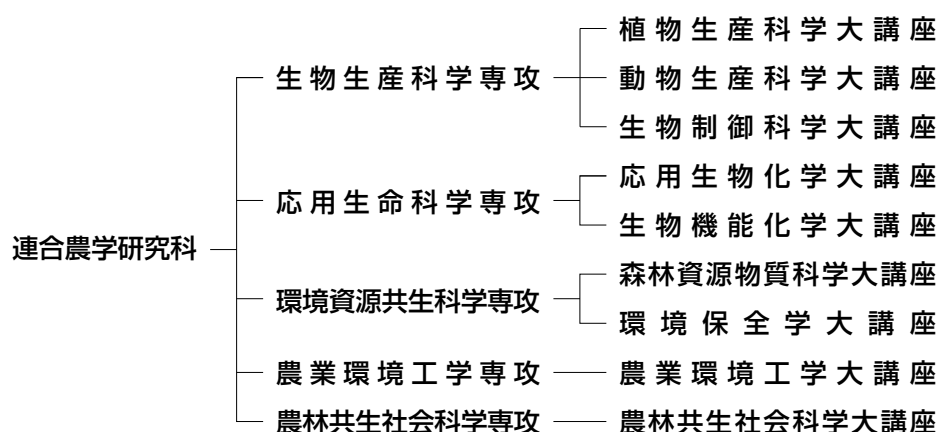 連合農学研究科
生物生産科学専攻
植物生産科学大講座
動物生産科学大講座
生物制御科学大講座
応用生命科学専攻
応用生物化学大講座
生物機能化学大講座
環境資源共生科学専攻
森林資源物質科学大講座
環境保全学大講座
農業環境工学専攻
農業環境工学大講座
農林共生社会科学専攻
農林共生社会科学大講座